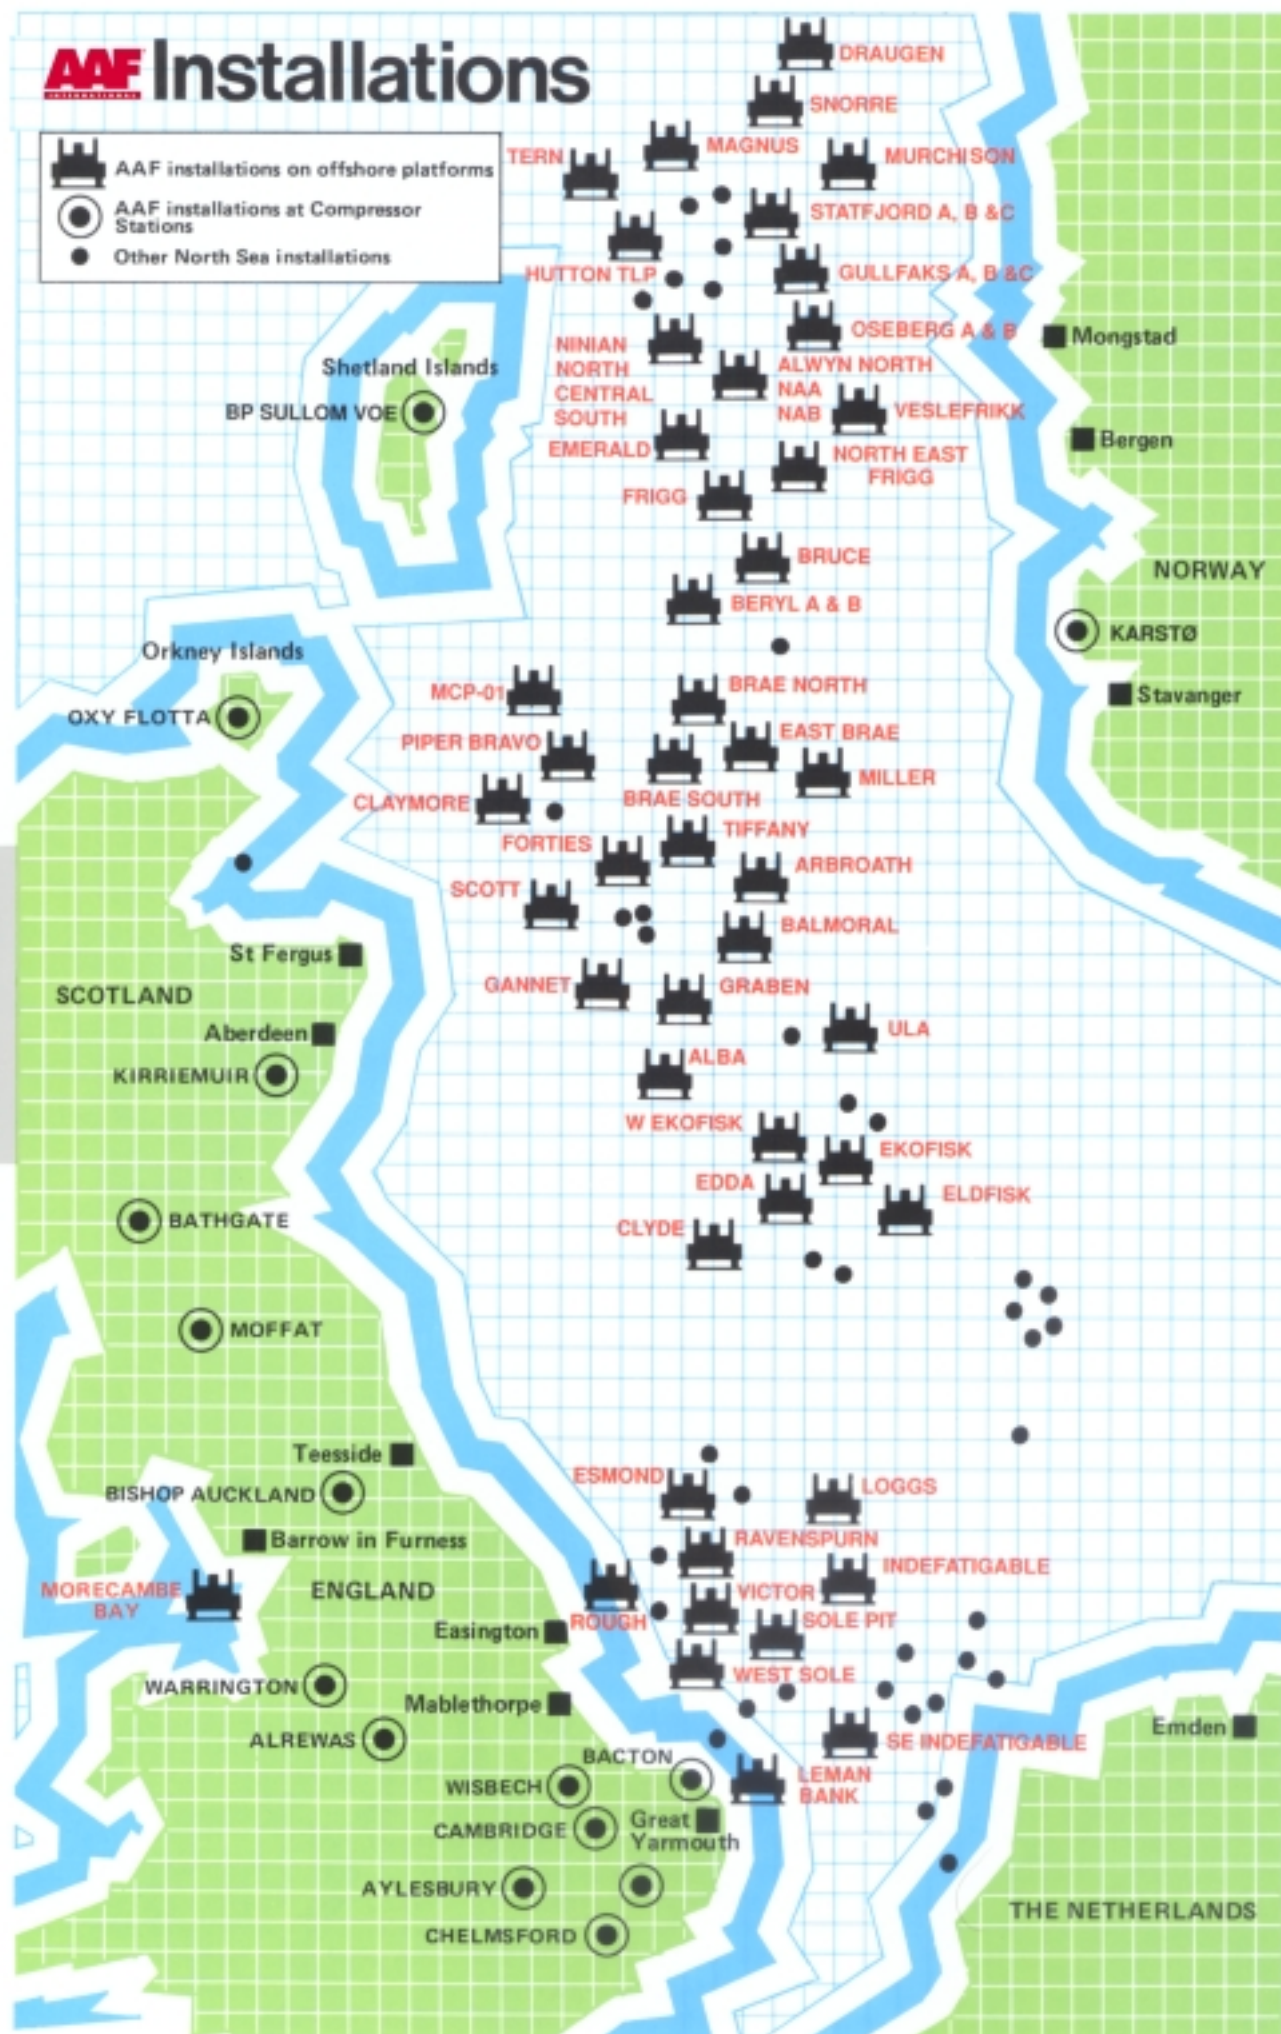 AAF Installations
INTERNATIONAL
AAF installations on offshore platforms
AAF installations at Compressor
Stations
Other North Sea installations
DRAUGEN
SNORRE
MAGNUS
TERN
MURCHISON
STATFJORD A, B &C
HUTTON TLP
GULLFAKS A, B &C
OSEBERG A & B
Mongstad
NINIAN
NORTH
CENTRAL
SOUTH
ALWYN NORTH
NAA
NAB
Shetland Islands
BP SULLOM VOE
VESLEFRIKK
Bergen
EMERALD
NORTH EAST
FRIGG
FRIGG
BRUCE
NORWAY
BERYL A & B
KARSTØ
Orkney Islands
OXY FLOTTA
MCP-01
BRAE NORTH
Stavanger
PIPER BRAVO
EAST BRAE
MILLER
CLAYMORE
BRAE SOUTH
FORTIES
TIFFANY
ARBROATH
SCOTT
BALMORAL
St Fergus
GANNET
GRABEN
SCOTLAND
Aberdeen
ULA
KIRRIEMUIR
ALBA
W EKOFISK
EKOFISK
EDDA
ELDFISK
BATHGATE
CLYDE
MOFFAT
Teesside
ESMOND
LOGGS
BISHOP AUCKLAND
Barrow in Furness
RAVENSPURN
INDEFATIGABLE
MORECAMBE
BAY
ENGLAND
VICTOR
ROUGH
SOLE PIT
Easington
WEST SOLE
WARRINGTON
Mablethorpe
Emden
ALREWAS
SE INDEFATIGABLE
BACTON
WISBECH
LEMAN
BANK
CAMBRIDGE
Great
Yarmouth
AYLESBURY
THE NETHERLANDS
CHELMSFORD